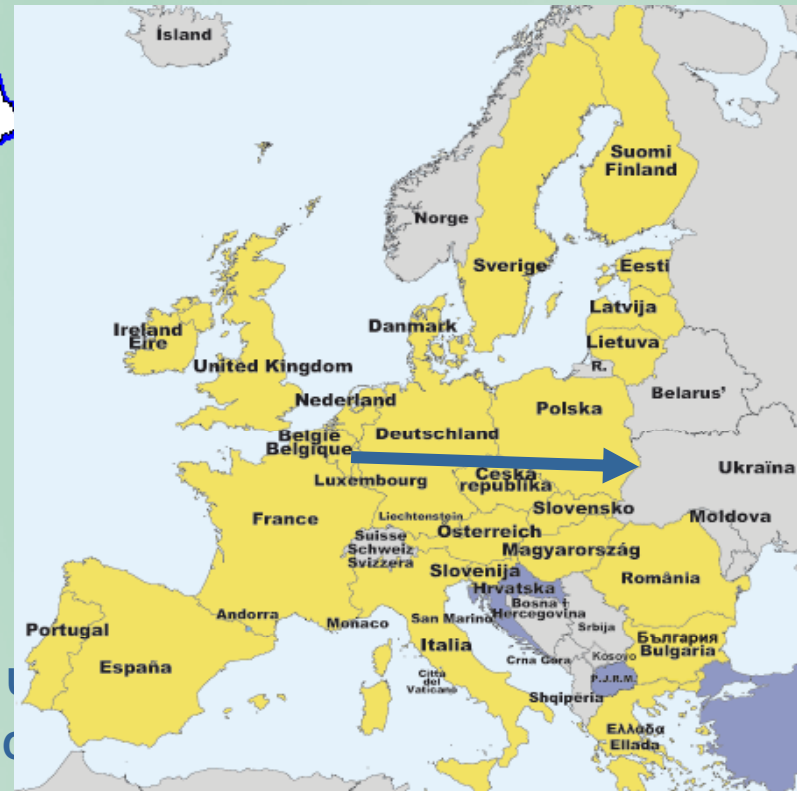 Ísland
Suomi
Finland
Norge
Sverige
Eesti
Latvija
Danmark
Lietuva
Ireland
Éire
R.
United Kingdom
Belarus'
Nederland
Polska
België
Belgique
Deutschland
Ukraïna
Luxembourg
Česká
republika
Slovensko
France
Liechtenstein
Moldova
Österreich
Suisse
Schweiz
Svizzera
Magyarország
Slovenija
România
Hrvatska
Bosna i
Hercegovina
Andorra
Monaco
San Marino
Srbija
Portugal
Italia
България
Bulgaria
España
Crna Gora
Kosovo
Città
del
Vaticano
P.J.R.M.
Shqipëria
Ελλάδα
Ellada